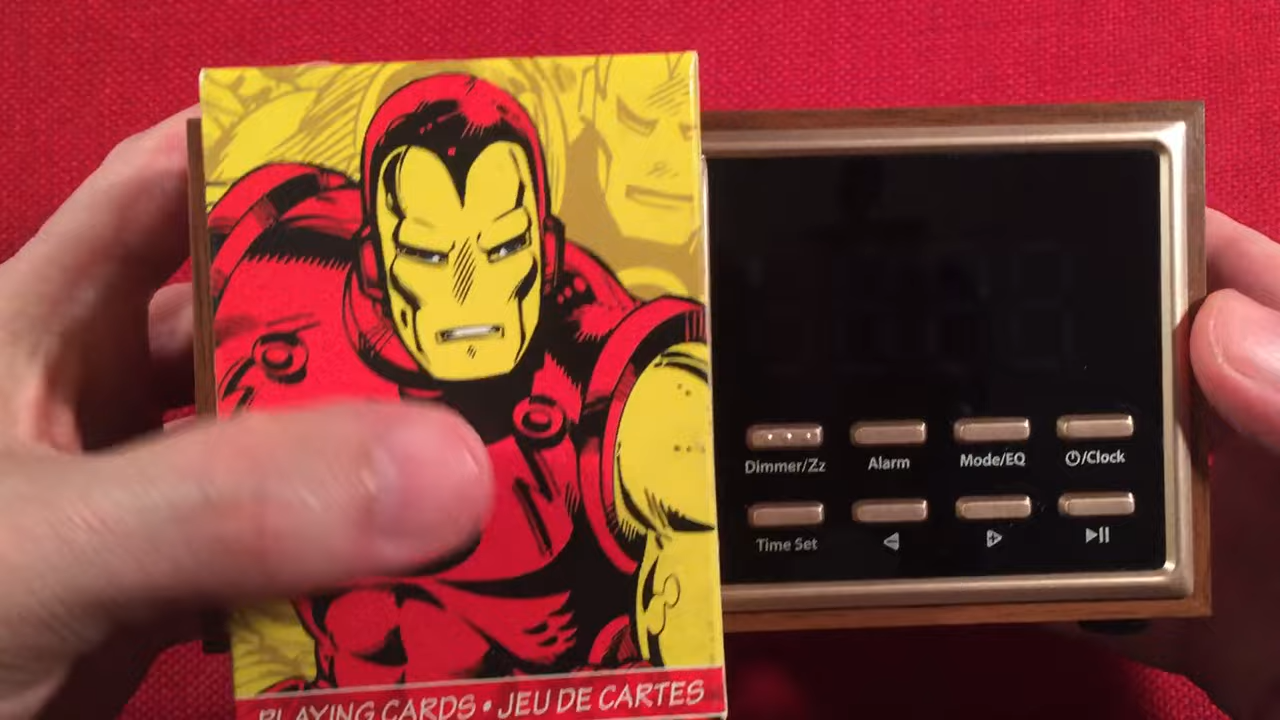 Dimmer/Zz Alarm Mode/EQ ⏻/Clock
Time Set
PLAYING CARDS • JEU DE CARTES